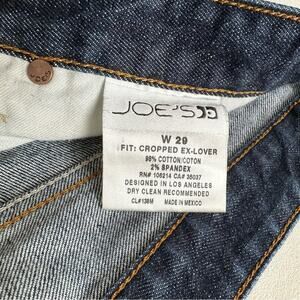 JOE'S
W 29
FIT: CROPPED EX-LOVER
98% COTTON/COTON
2% SPANDEX
RN# 106214 CA# 35037
DESIGNED IN LOS ANGELES
DRY CLEAN RECOMMENDED
CL#138M MADE IN MEXICO